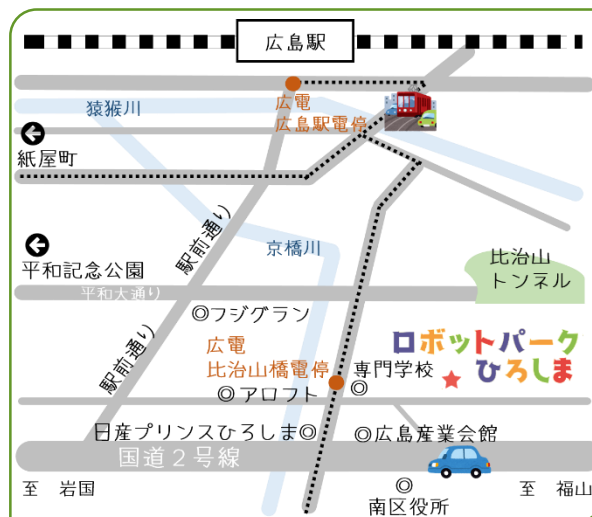 広島駅
猿猴川
広電
広島駅電停
紙屋町
駅前通り
京橋川
平和記念公園
平和大通り
比治山
トンネル
◎フジグラン
広電
比治山橋電停
ロボットパーク
ひろしま
専門学校
◎
駅前通り
◎アロフト
日産プリンスひろしま◎
◎広島産業会館
国道２号線
至 岩国
◎
南区役所
至 福山